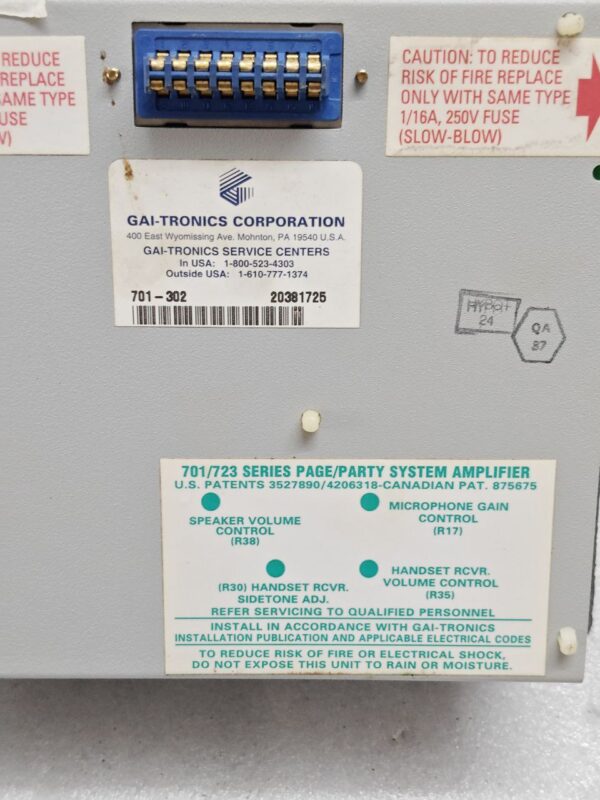 REDUCE
REPLACE
SAME TYPE
FUSE
V)
CAUTION: TO REDUCE
RISK OF FIRE REPLACE
ONLY WITH SAME TYPE
1/16A, 250V FUSE
(SLOW-BLOW)
GAI-TRONICS CORPORATION
400 East Wyomissing Ave. Mohnton, PA 19540 U.S.A.
GAI-TRONICS SERVICE CENTERS
In USA: 1-800-523-4303
Outside USA: 1-610-777-1374
701-302 20381725
24
QA
87
701/723 SERIES PAGE/PARTY SYSTEM AMPLIFIER
U.S. PATENTS 3527890/4206318-CANADIAN PAT. 875675
SPEAKER VOLUME
CONTROL
(R38)
MICROPHONE GAIN
CONTROL
(R17)
(R30) HANDSET RCVR.
SIDETONE ADJ.
HANDSET RCVR.
VOLUME CONTROL
(R35)
REFER SERVICING TO QUALIFIED PERSONNEL
INSTALL IN ACCORDANCE WITH GAI-TRONICS
INSTALLATION PUBLICATION AND APPLICABLE ELECTRICAL CODES
TO REDUCE RISK OF FIRE OR ELECTRICAL SHOCK,
DO NOT EXPOSE THIS UNIT TO RAIN OR MOISTURE.